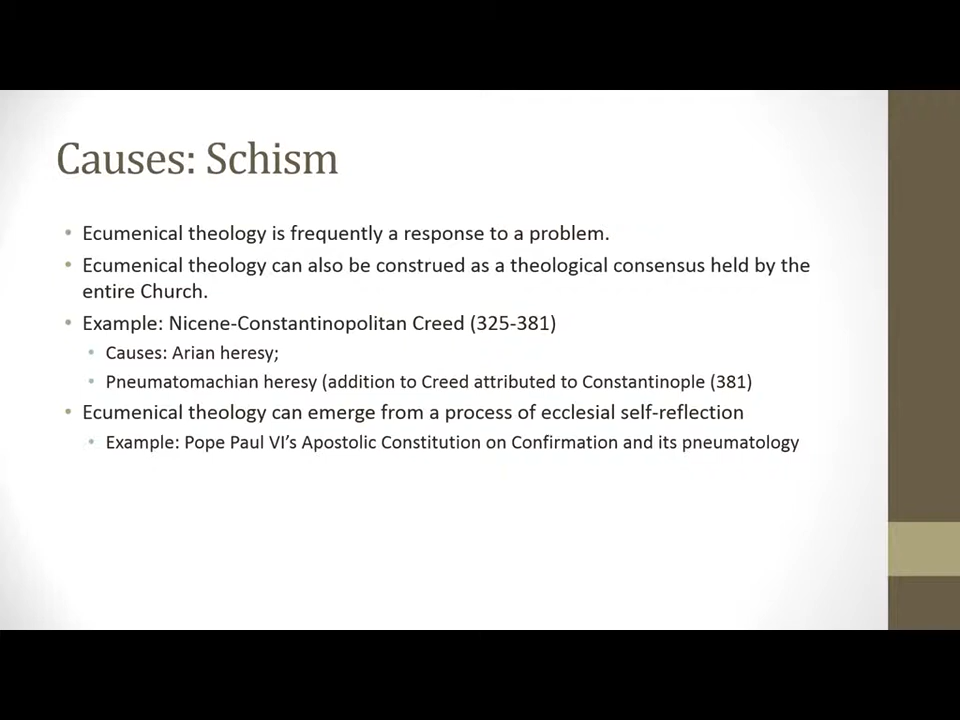 Causes: Schism
• Ecumenical theology is frequently a response to a problem.
• Ecumenical theology can also be construed as a theological consensus held by the
entire Church.
• Example: Nicene-Constantinopolitan Creed (325-381)
• Causes: Arian heresy;
• Pneumatomachian heresy (addition to Creed attributed to Constantinople (381)
• Ecumenical theology can emerge from a process of ecclesial self-reflection
• Example: Pope Paul VI’s Apostolic Constitution on Confirmation and its pneumatology